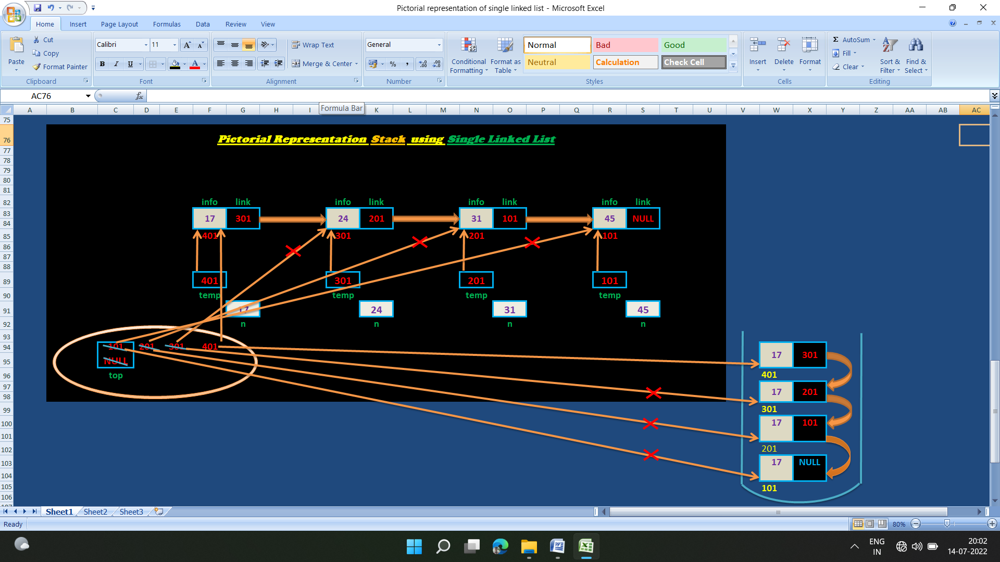 Pictorial representation of single linked list - Microsoft Excel
Home Insert Page Layout Formulas Data Review View
Paste
Cut
Copy
Format Painter
Clipboard
Calibri 11
B I U
Font
Wrap Text
Merge & Center
Alignment
General
% ,
Number
Conditional Formatting
Format as Table
Normal Bad Good
Neutral Calculation Check Cell
Styles
Insert Delete Format
Cells
AutoSum
Fill
Clear
Sort & Filter
Find & Select
Editing
AC76 fx
Formula Bar
A B C D E F G H I K L M N O P Q R S T U V W X Y Z AA AB AC
75
76
77
78
79
80
81
82
83
84
85
86
87
88
89
90
91
92
93
94
95
96
97
98
99
100
101
102
103
104
105
106
Pictorial Representation Stack using Single Linked List
info link info link info link info link
17 301 24 201 31 101 45 NULL
401 301 201 101
401 301 201 101
temp temp temp temp
17 24 31 45
n n n n
101 201 301 401
NULL
top
17 301
401
17 201
301
17 101
201
17 NULL
101
Sheet1 Sheet2 Sheet3
Ready 80%
ENG
IN
20:02
14-07-2022